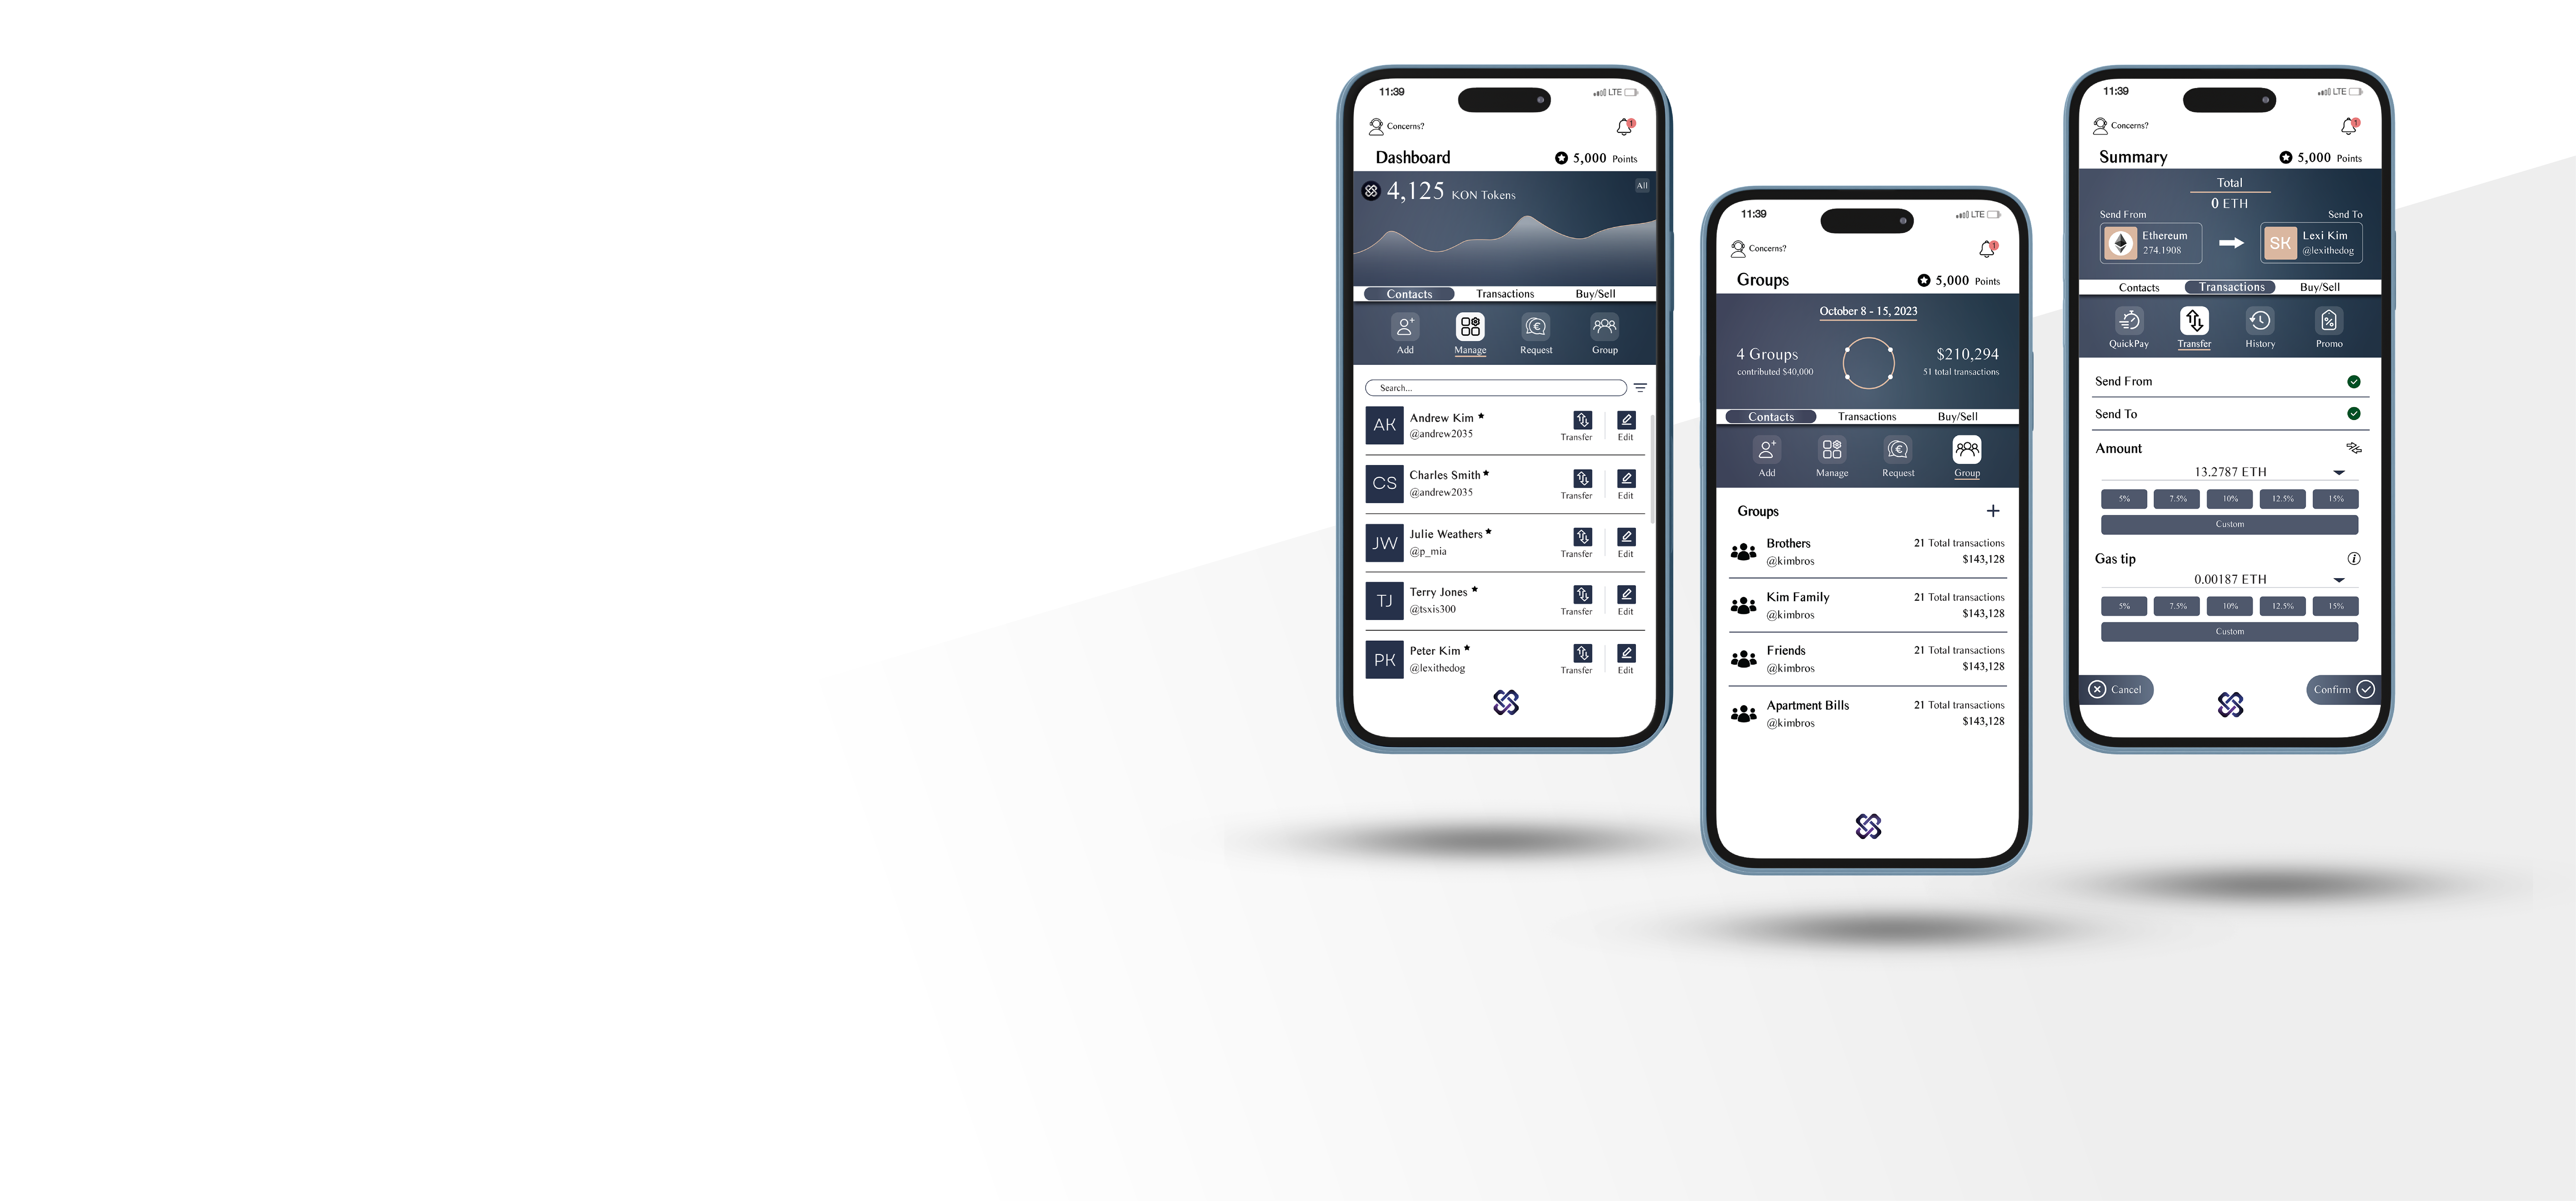 11:39
LTE
Concerns?
1
Dashboard
5,000 Points
4,125 KON Tokens
All
Contacts
Transactions
Buy/Sell
Add
Manage
Request
Group
Search...
AK
Andrew Kim
@andrew2035
Transfer
Edit
CS
Charles Smith
@andrew2035
Transfer
Edit
JW
Julie Weathers
@p_mia
Transfer
Edit
TJ
Terry Jones
@tsxis300
Transfer
Edit
PK
Peter Kim
@lexithedog
Transfer
Edit
11:39
LTE
Concerns?
1
Groups
5,000 Points
October 8 - 15, 2023
4 Groups
contributed $40,000
$210,294
51 total transactions
Contacts
Transactions
Buy/Sell
Add
Manage
Request
Group
Groups
Brothers
@kimbros
21 Total transactions
$143,128
Kim Family
@kimbros
21 Total transactions
$143,128
Friends
@kimbros
21 Total transactions
$143,128
Apartment Bills
@kimbros
21 Total transactions
$143,128
11:39
LTE
Concerns?
1
Summary
5,000 Points
Total
0 ETH
Send From
Send To
Ethereum
274.1908
SK
Lexi Kim
@lexithedog
Contacts
Transactions
Buy/Sell
QuickPay
Transfer
History
Promo
Send From
Send To
Amount
13.2787 ETH
5%
7.5%
10%
12.5%
15%
Custom
Gas tip
0.00187 ETH
5%
7.5%
10%
12.5%
15%
Custom
Cancel
Confirm